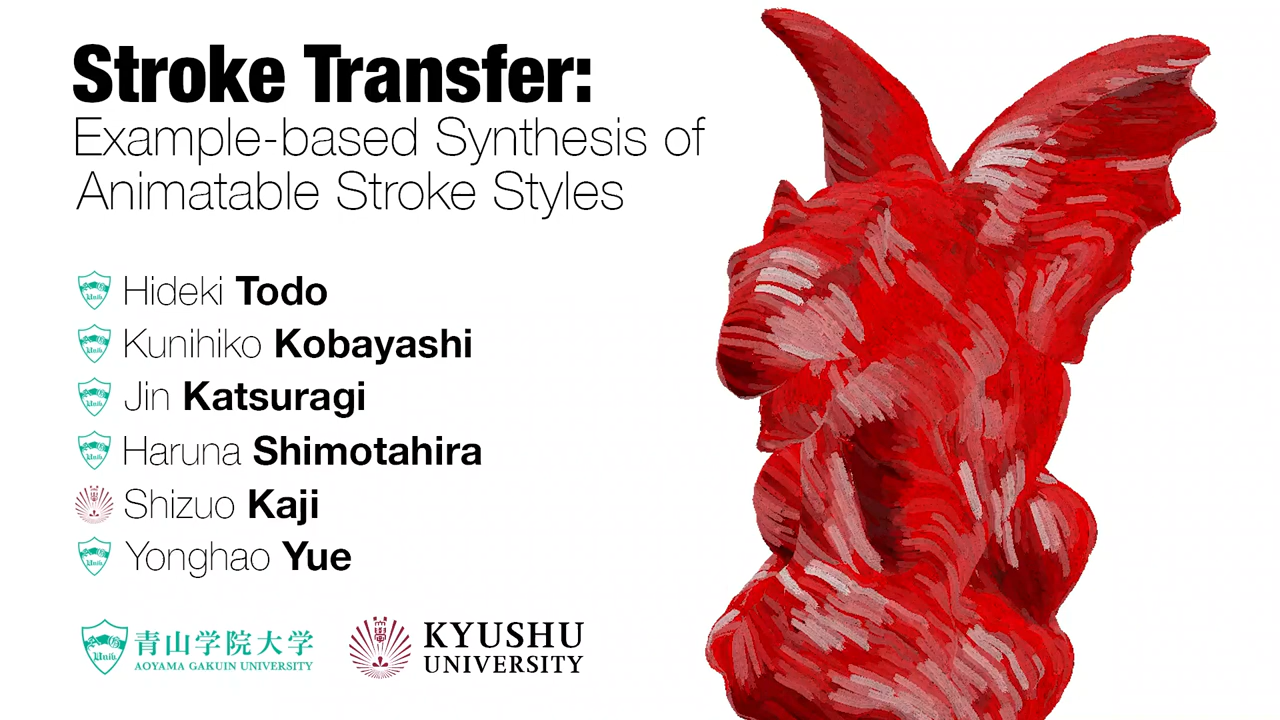 Stroke Transfer:
Example-based Synthesis of
Animatable Stroke Styles
Hideki Todo
Kunihiko Kobayashi
Jin Katsuragi
Haruna Shimotahira
Shizuo Kaji
Yonghao Yue
青山学院大学
AOYAMA GAKUIN UNIVERSITY
KYUSHU
UNIVERSITY